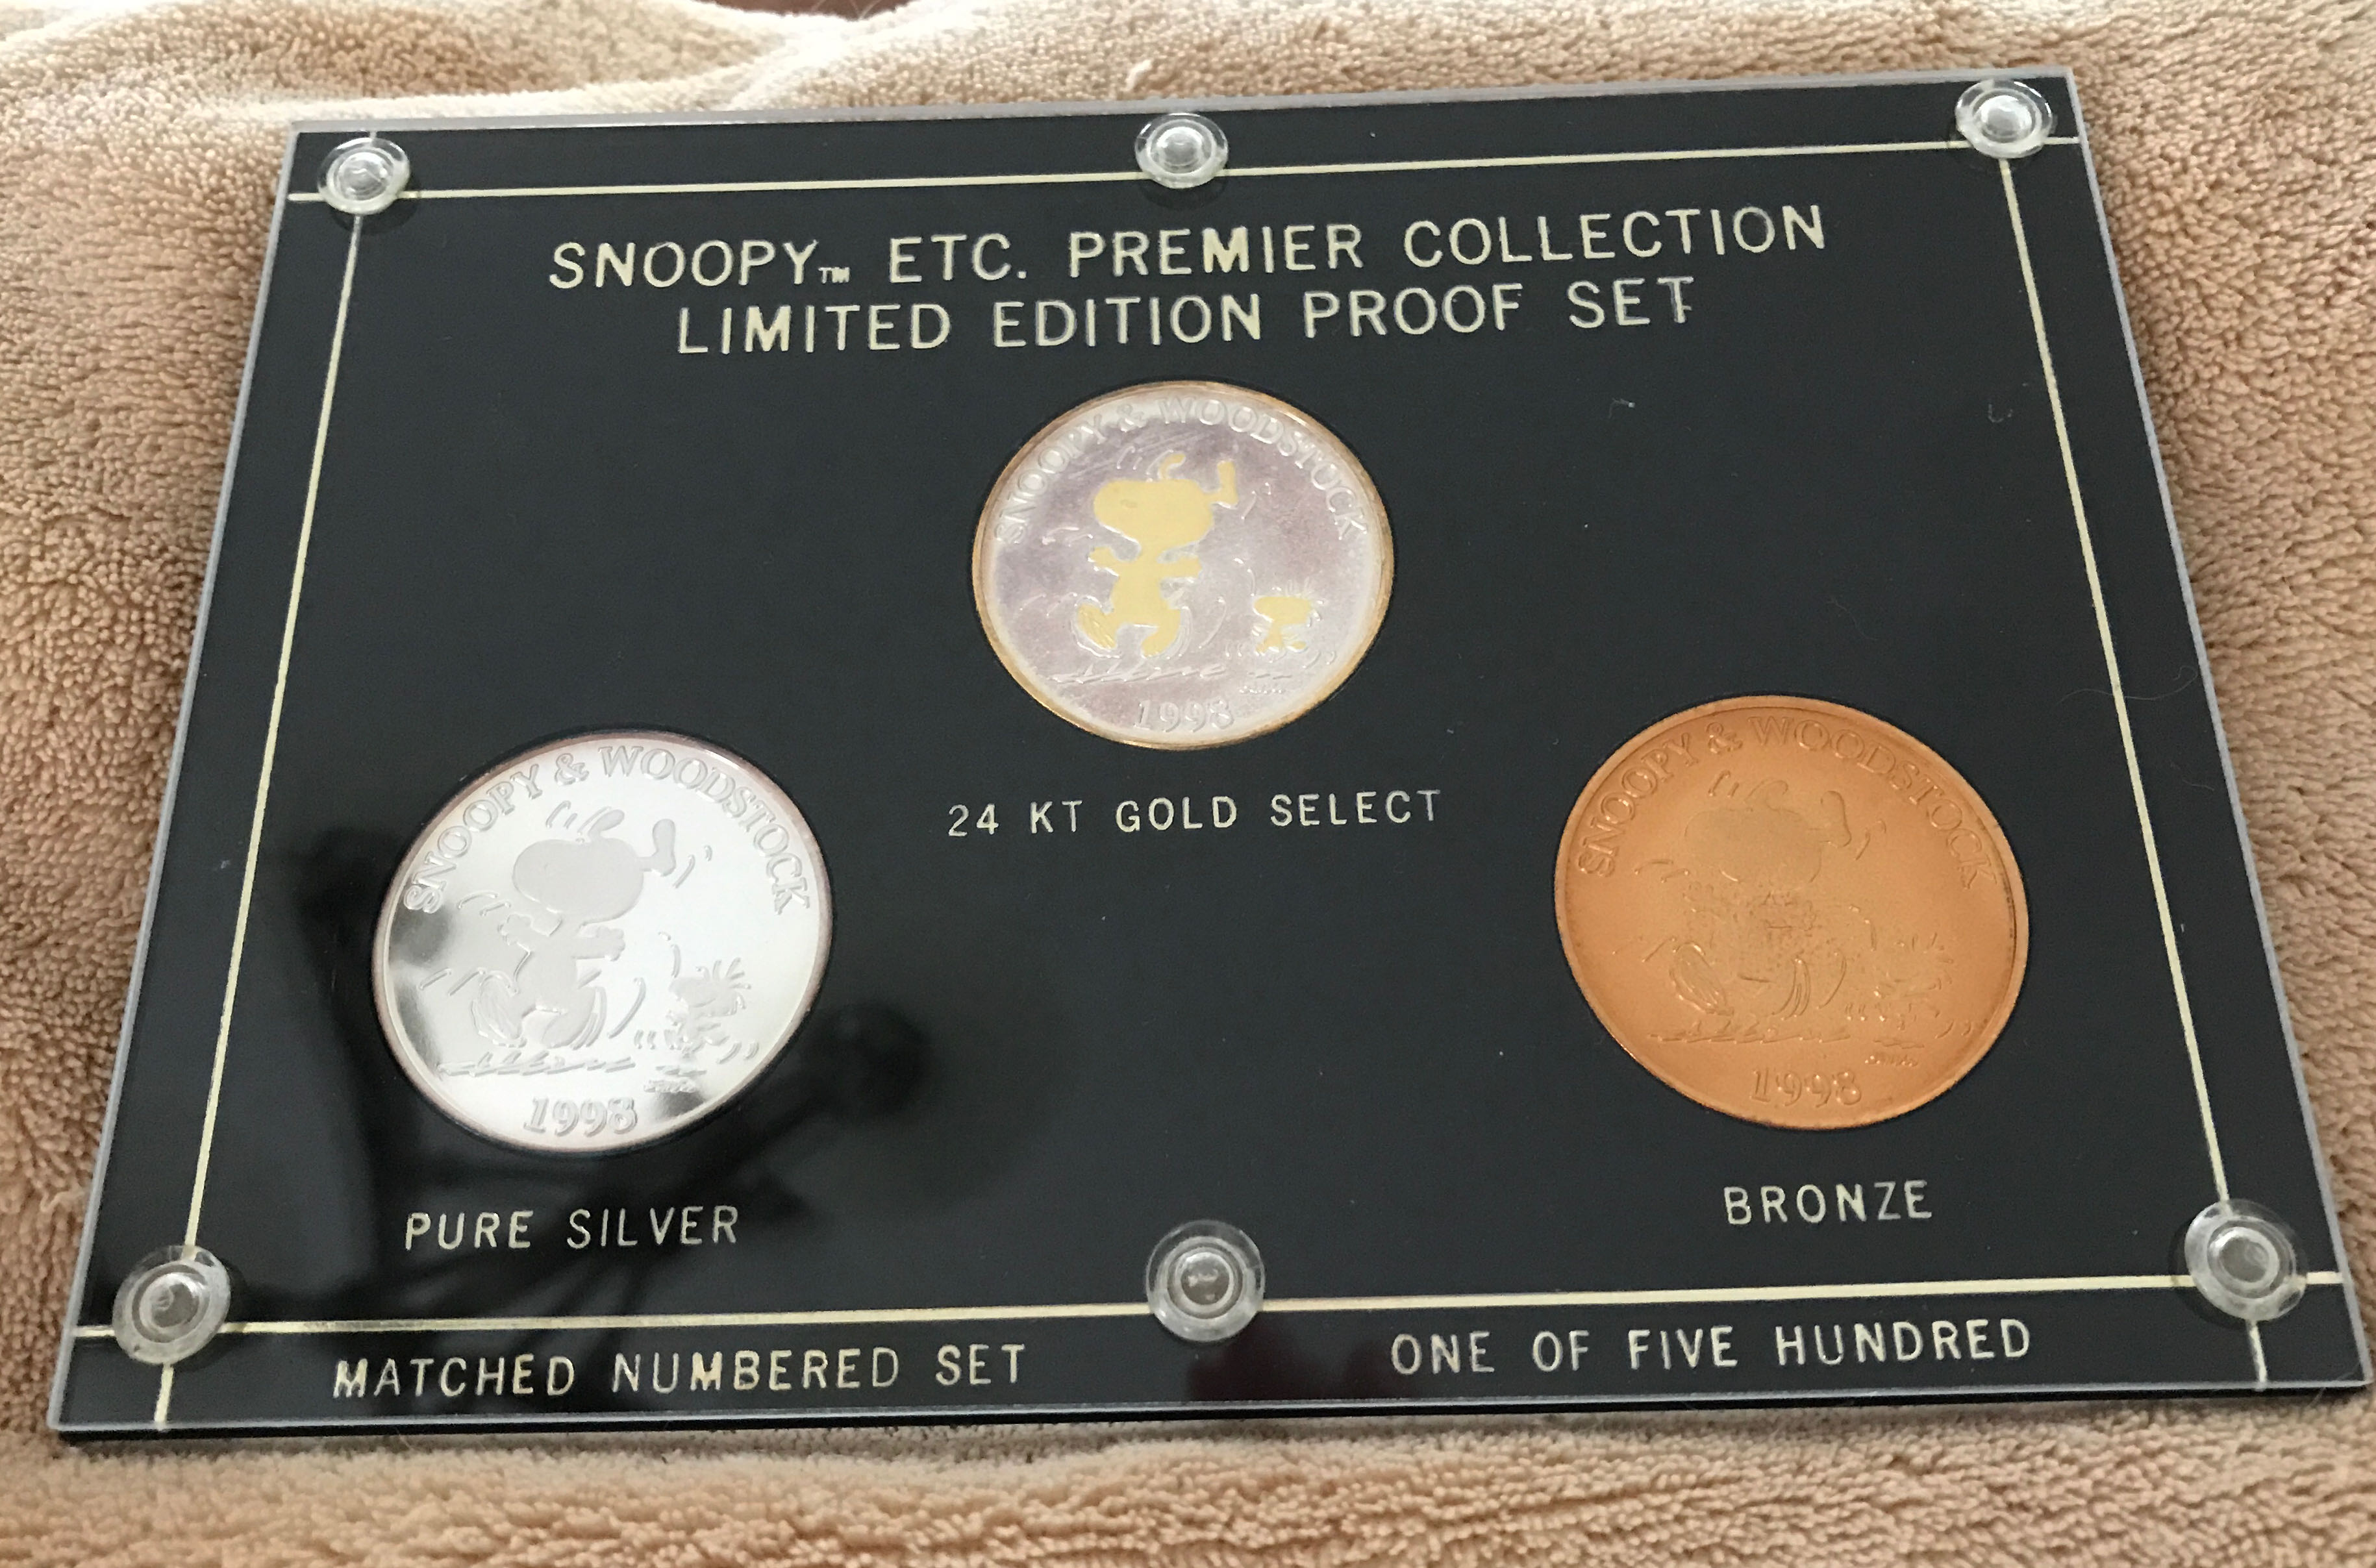 SNOOPY™ ETC. PREMIER COLLECTION
LIMITED EDITION PROOF SET
SNOOPY & WOODSTOCK
1998
24 KT GOLD SELECT
SNOOPY & WOODSTOCK
1998
PURE SILVER
SNOOPY & WOODSTOCK
1998
BRONZE
MATCHED NUMBERED SET
ONE OF FIVE HUNDRED